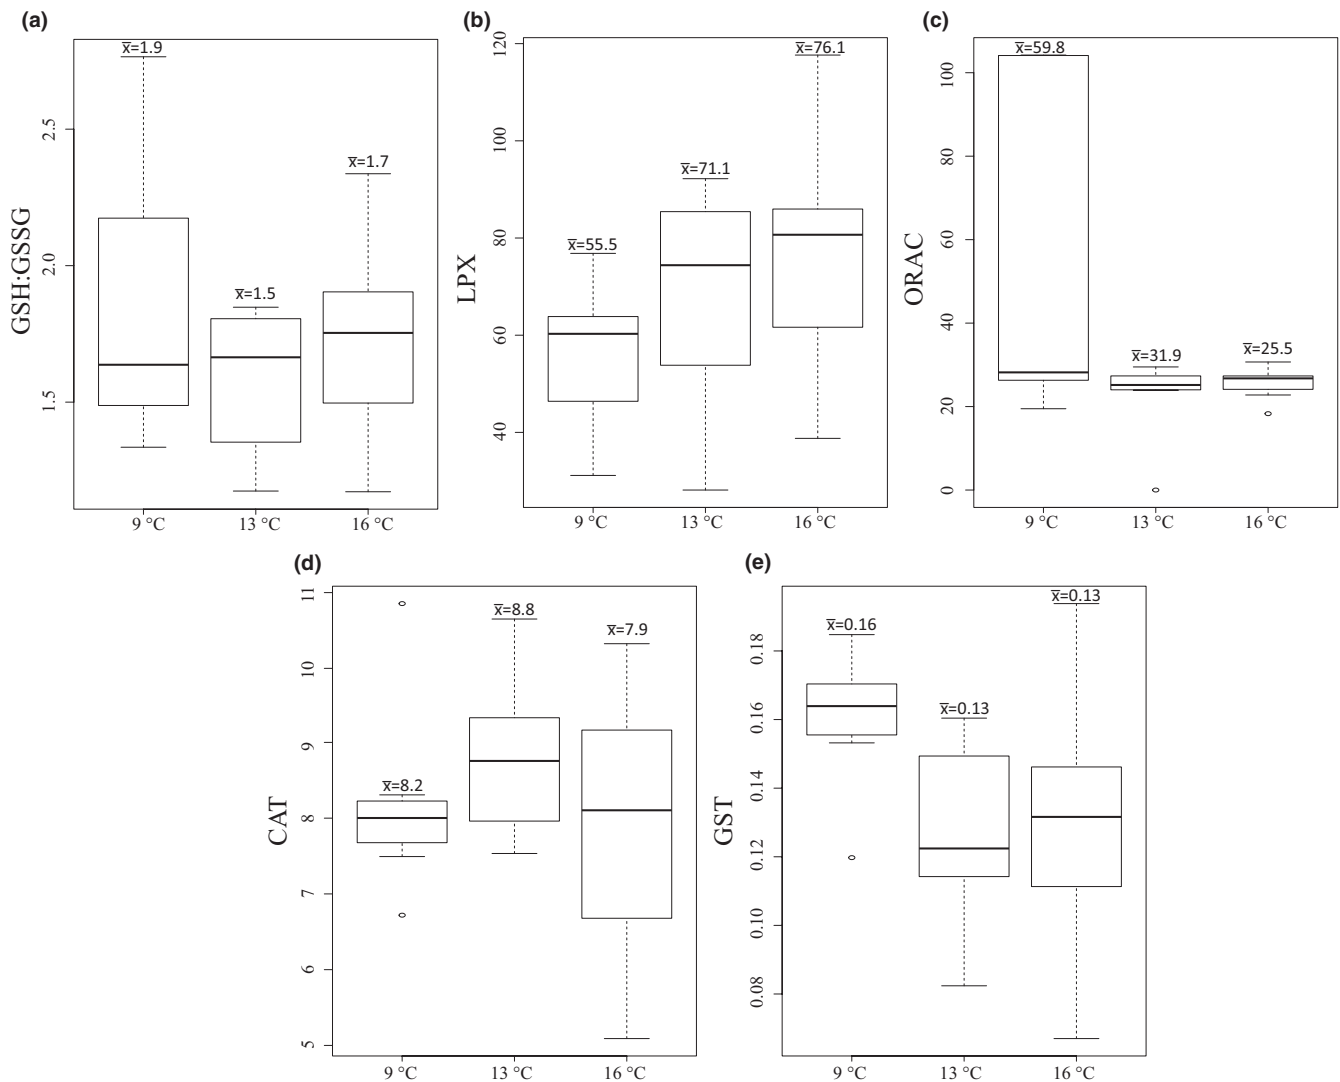 (a)
x̅=1.9
x̅=1.5
x̅=1.7
GSH:GSSG
2.5
2.0
1.5
9 °C
13 °C
16 °C
(b)
x̅=55.5
x̅=71.1
x̅=76.1
LPX
120
100
80
60
40
9 °C
13 °C
16 °C
(c)
x̅=59.8
x̅=31.9
x̅=25.5
ORAC
100
80
60
40
20
0
9 °C
13 °C
16 °C
(d)
x̅=8.2
x̅=8.8
x̅=7.9
CAT
11
10
9
8
7
6
5
9 °C
13 °C
16 °C
(e)
x̅=0.16
x̅=0.13
x̅=0.13
GST
0.18
0.16
0.14
0.12
0.10
0.08
9 °C
13 °C
16 °C